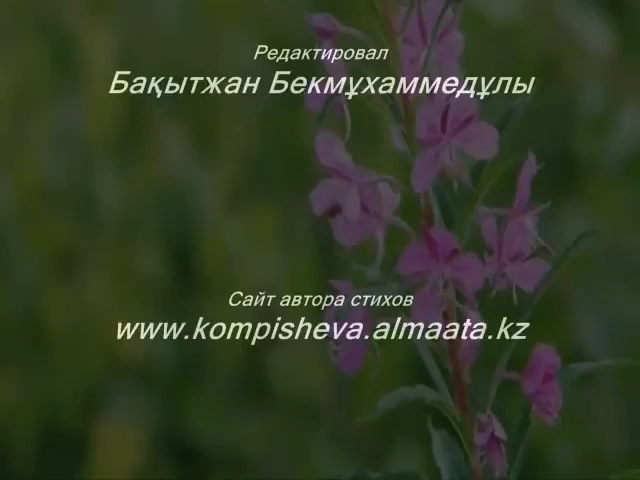 Редактировал
Бақытжан Бекмұхаммедұлы
Сайт автора стихов
www.kompisheva.almaata.kz